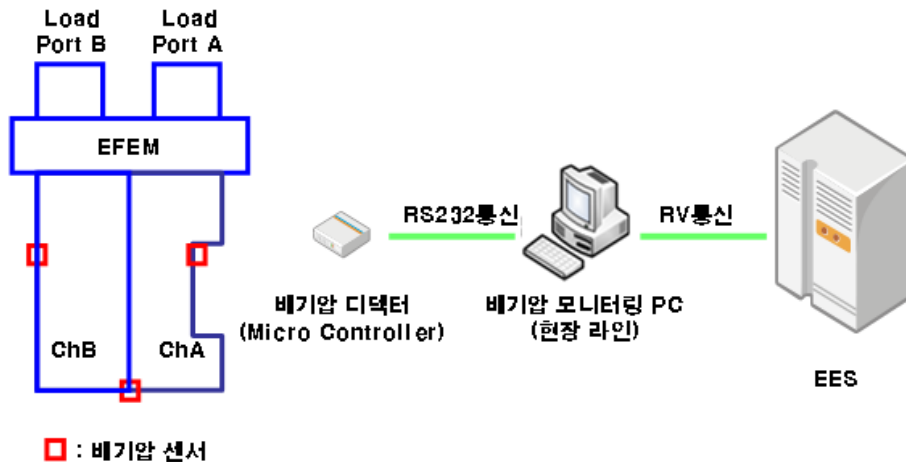 Load
Port B
Load
Port A
EFEM
ChB
ChA
RS232통신
RV통신
배기압 디텍터
(Micro Controller)
배기압 모니터링 PC
(현장 라인)
EES
: 배기압 센서